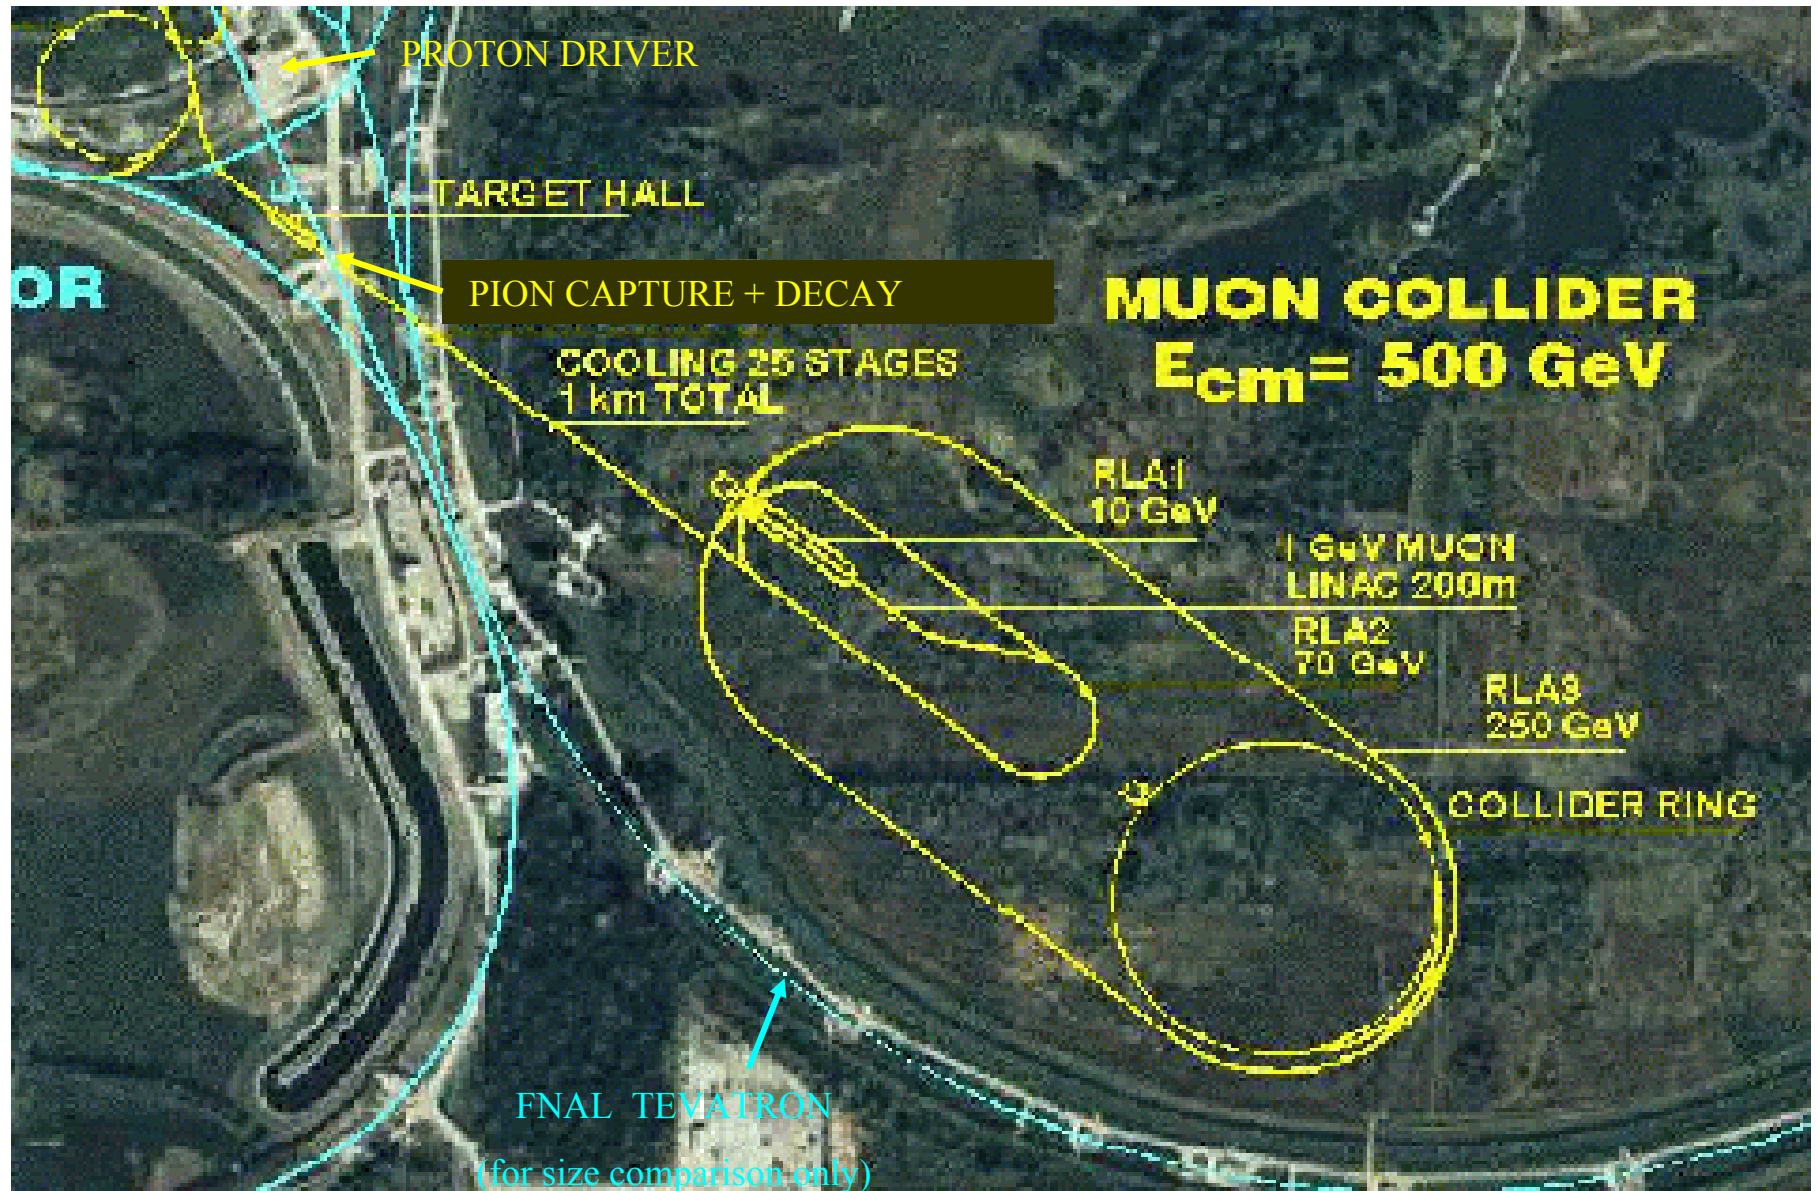 PROTON DRIVER
TARGET HALL
OR
PION CAPTURE + DECAY
MUON COLLIDER
Ecm= 500 GeV
COOLING 25 STAGES
1 km TOTAL
RLA1
10 GeV
1 GeV MUON
LINAC 200m
RLA2
70 GeV
RLA3
250 GeV
COLLIDER RING
FNAL TEVATRON
(for size comparison only)